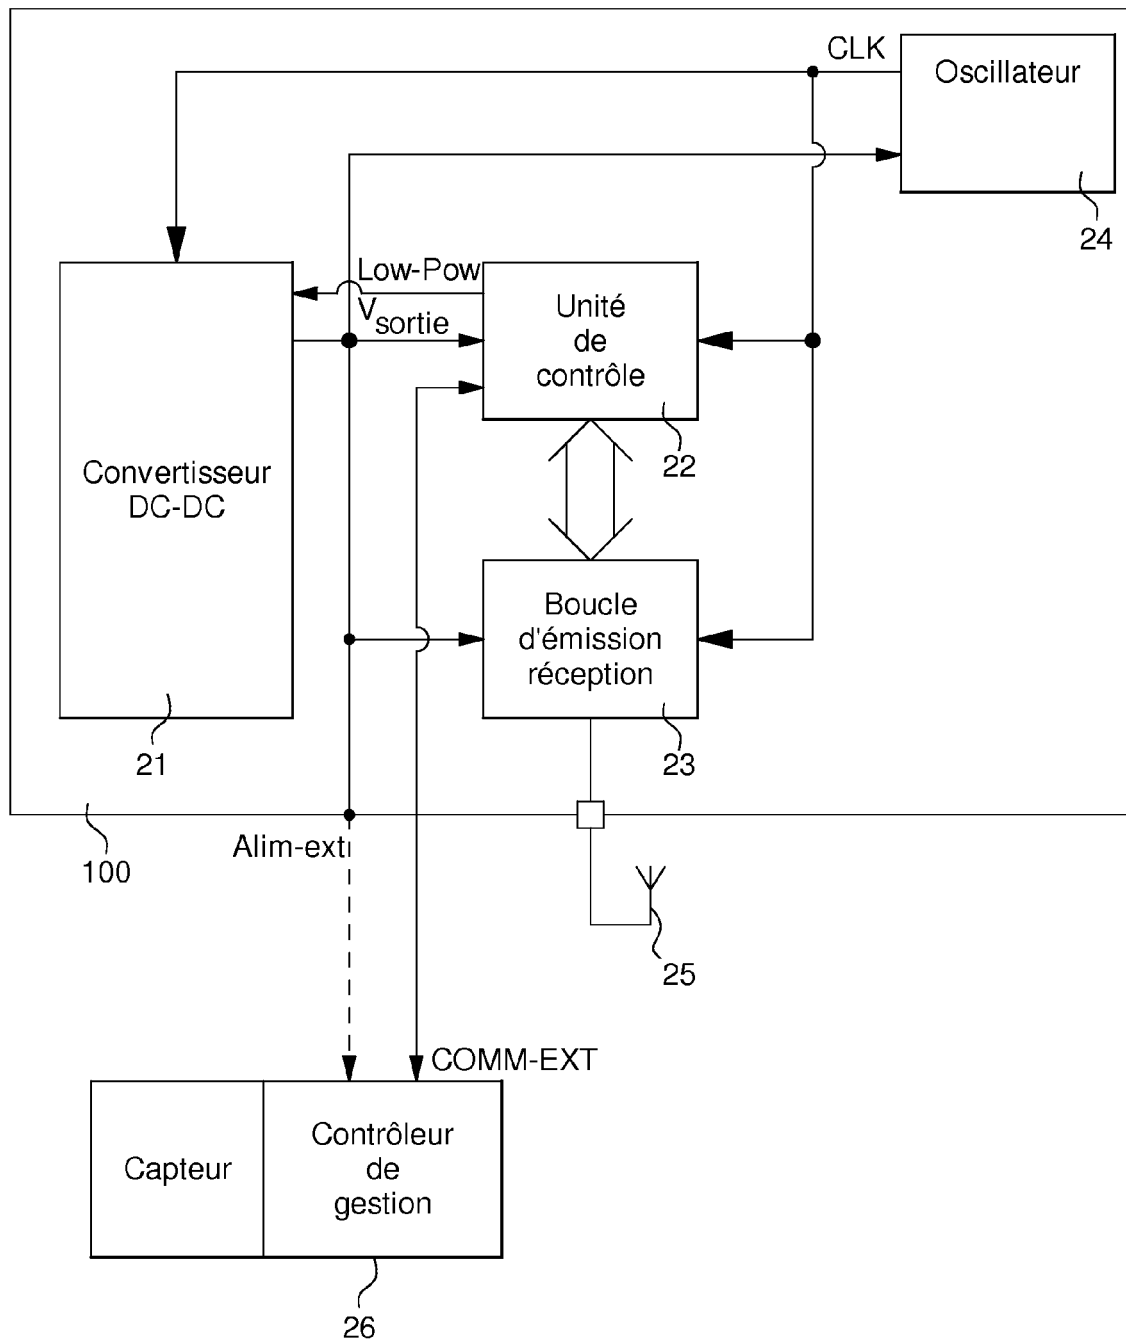 CLK
Oscillateur
24
Low-Pow
Vsortie
Unité
de
contrôle
22
Convertisseur
DC-DC
21
Boucle
d'émission
réception
23
100
Alim-ext
25
COMM-EXT
Capteur
Contrôleur
de
gestion
26